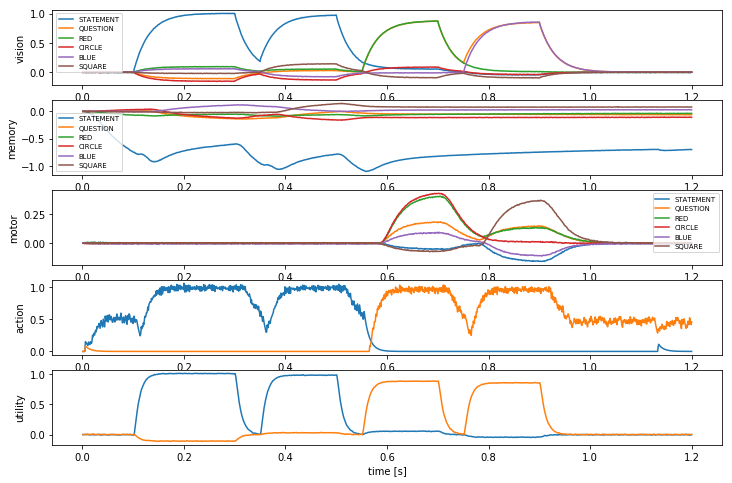 1.0
0.5
0.0
vision
STATEMENT
QUESTION
RED
CIRCLE
BLUE
SQUARE
0.0 0.2 0.4 0.6 0.8 1.0 1.2
0.0
−0.5
−1.0
memory
STATEMENT
QUESTION
RED
CIRCLE
BLUE
SQUARE
0.0 0.2 0.4 0.6 0.8 1.0 1.2
0.25
0.00
motor
STATEMENT
QUESTION
RED
CIRCLE
BLUE
SQUARE
0.0 0.2 0.4 0.6 0.8 1.0 1.2
1.0
0.5
0.0
action
0.0 0.2 0.4 0.6 0.8 1.0 1.2
1.0
0.5
0.0
utility
0.0 0.2 0.4 0.6 0.8 1.0 1.2
time [s]